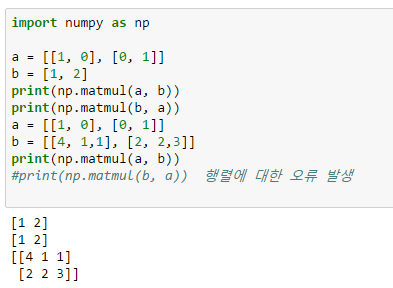 import numpy as np
a = [[1, 0], [0, 1]]
b = [1, 2]
print(np.matmul(a, b))
print(np.matmul(b, a))
a = [[1, 0], [0, 1]]
b = [[4, 1,1], [2, 2,3]]
print(np.matmul(a, b))
#print(np.matmul(b, a))  행렬에 대한 오류 발생
[1 2]
[1 2]
[[4 1 1]
 [2 2 3]]